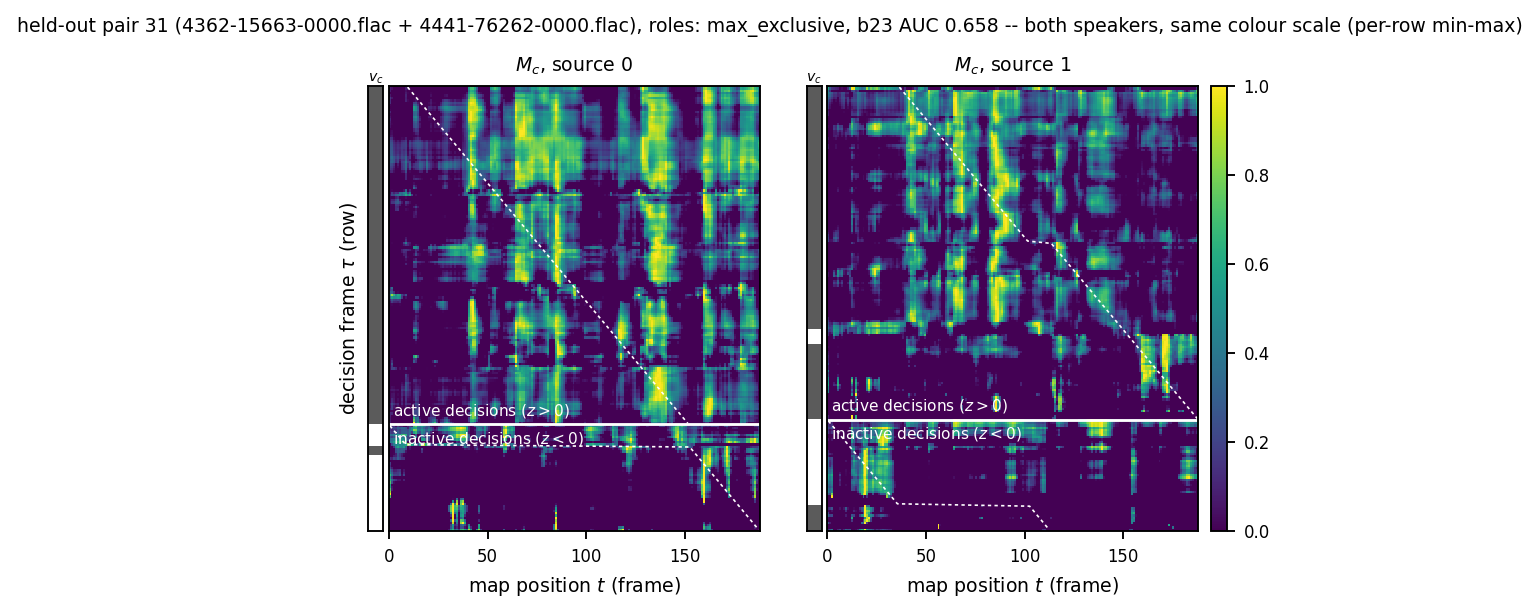 held-out pair 31 (4362-15663-0000.flac + 4441-76262-0000.flac), roles: max_exclusive, b23 AUC 0.658 -- both speakers, same colour scale (per-row min-max)
v_c
M_c, source 0
decision frame τ (row)
active decisions (z > 0)
inactive decisions (z < 0)
0 50 100 150
map position t (frame)
v_c
M_c, source 1
active decisions (z > 0)
inactive decisions (z < 0)
0 50 100 150
map position t (frame)
1.0
0.8
0.6
0.4
0.2
0.0